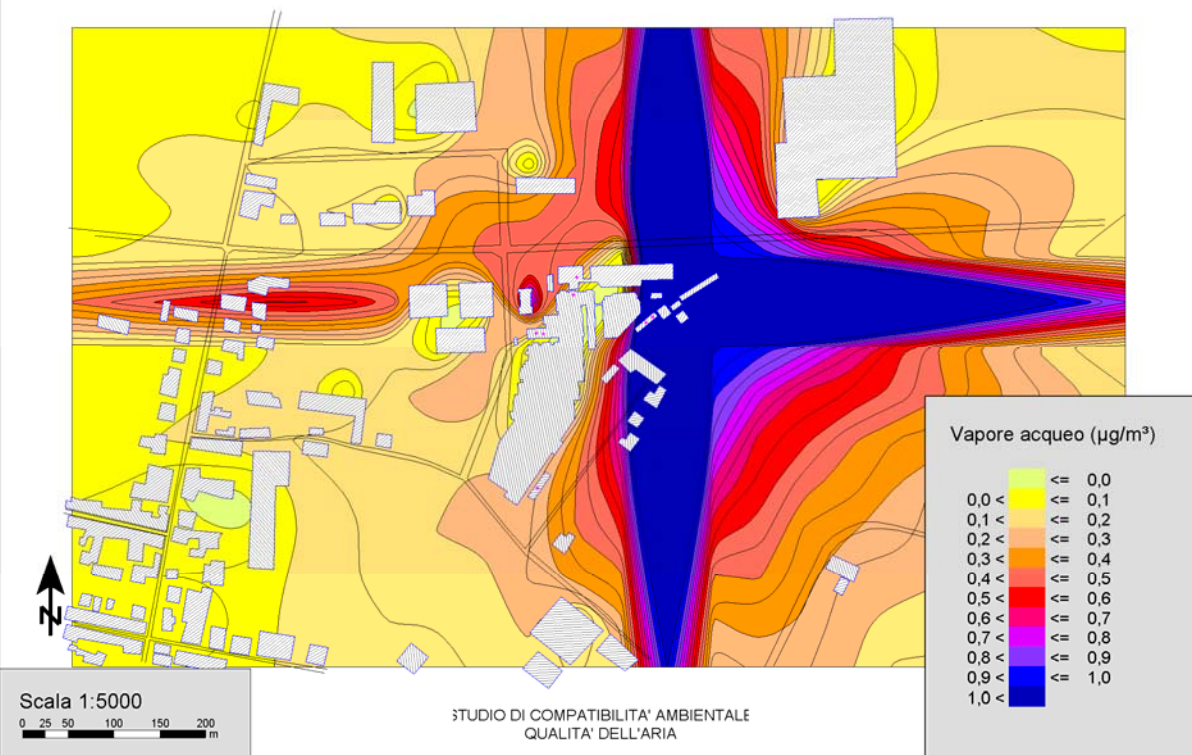 Vapore acqueo (µg/m³)
<= 0,0
0,0 < <= 0,1
0,1 < <= 0,2
0,2 < <= 0,3
0,3 < <= 0,4
0,4 < <= 0,5
0,5 < <= 0,6
0,6 < <= 0,7
0,7 < <= 0,8
0,8 < <= 0,9
0,9 < <= 1,0
1,0 <
N
Scala 1:5000
0 25 50 100 150 200
m
STUDIO DI COMPATIBILITA' AMBIENTALE
QUALITA' DELL'ARIA